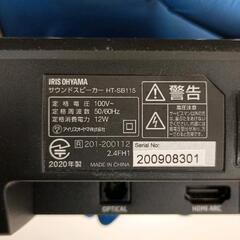 IRIS OHYAMA
サウンドスピーカー HT-SB115
定格電圧 100V~
定格周波数 50/60Hz
定格消費電力 12W
アイリスオーヤマ株式会社
R 201-200112
2.4FH1
2020年製 MADE IN CHINA
警告
Serial No:
200908301
OPTICAL
HDMI ARC